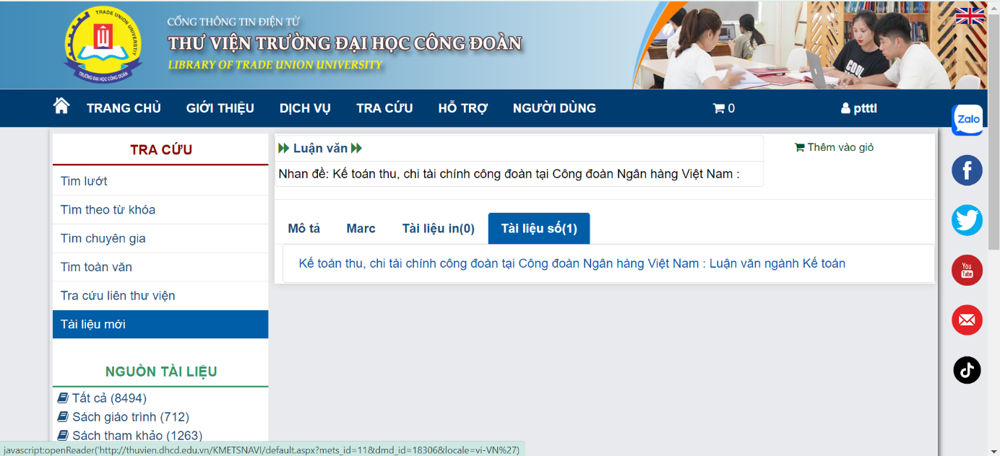 TRADE UNION UNIVERSITY
TRƯỜNG ĐẠI HỌC CÔNG ĐOÀN
CỔNG THÔNG TIN ĐIỆN TỬ
THƯ VIỆN TRƯỜNG ĐẠI HỌC CÔNG ĐOÀN
LIBRARY OF TRADE UNION UNIVERSITY
COOL
TRANG CHỦ GIỚI THIỆU DỊCH VỤ TRA CỨU HỖ TRỢ NGƯỜI DÙNG 0 ptttl
Zalo
TRA CỨU
Tìm lướt
Tìm theo từ khóa
Tìm chuyên gia
Tìm toàn văn
Tra cứu liên thư viện
Tài liệu mới
NGUỒN TÀI LIỆU
Tất cả (8494)
Sách giáo trình (712)
Sách tham khảo (1263)
Luận văn
Thêm vào giỏ
Nhan đề: Kế toán thu, chi tài chính công đoàn tại Công đoàn Ngân hàng Việt Nam :
Mô tả Marc Tài liệu in(0) Tài liệu số(1)
Kế toán thu, chi tài chính công đoàn tại Công đoàn Ngân hàng Việt Nam : Luận văn ngành Kế toán
You
Tube
javascript:openReader('http://thuvien.dhcd.edu.vn/KMETSNAVI/default.aspx?mets_id=11&dmd_id=18306&locale=vi-VN%27)